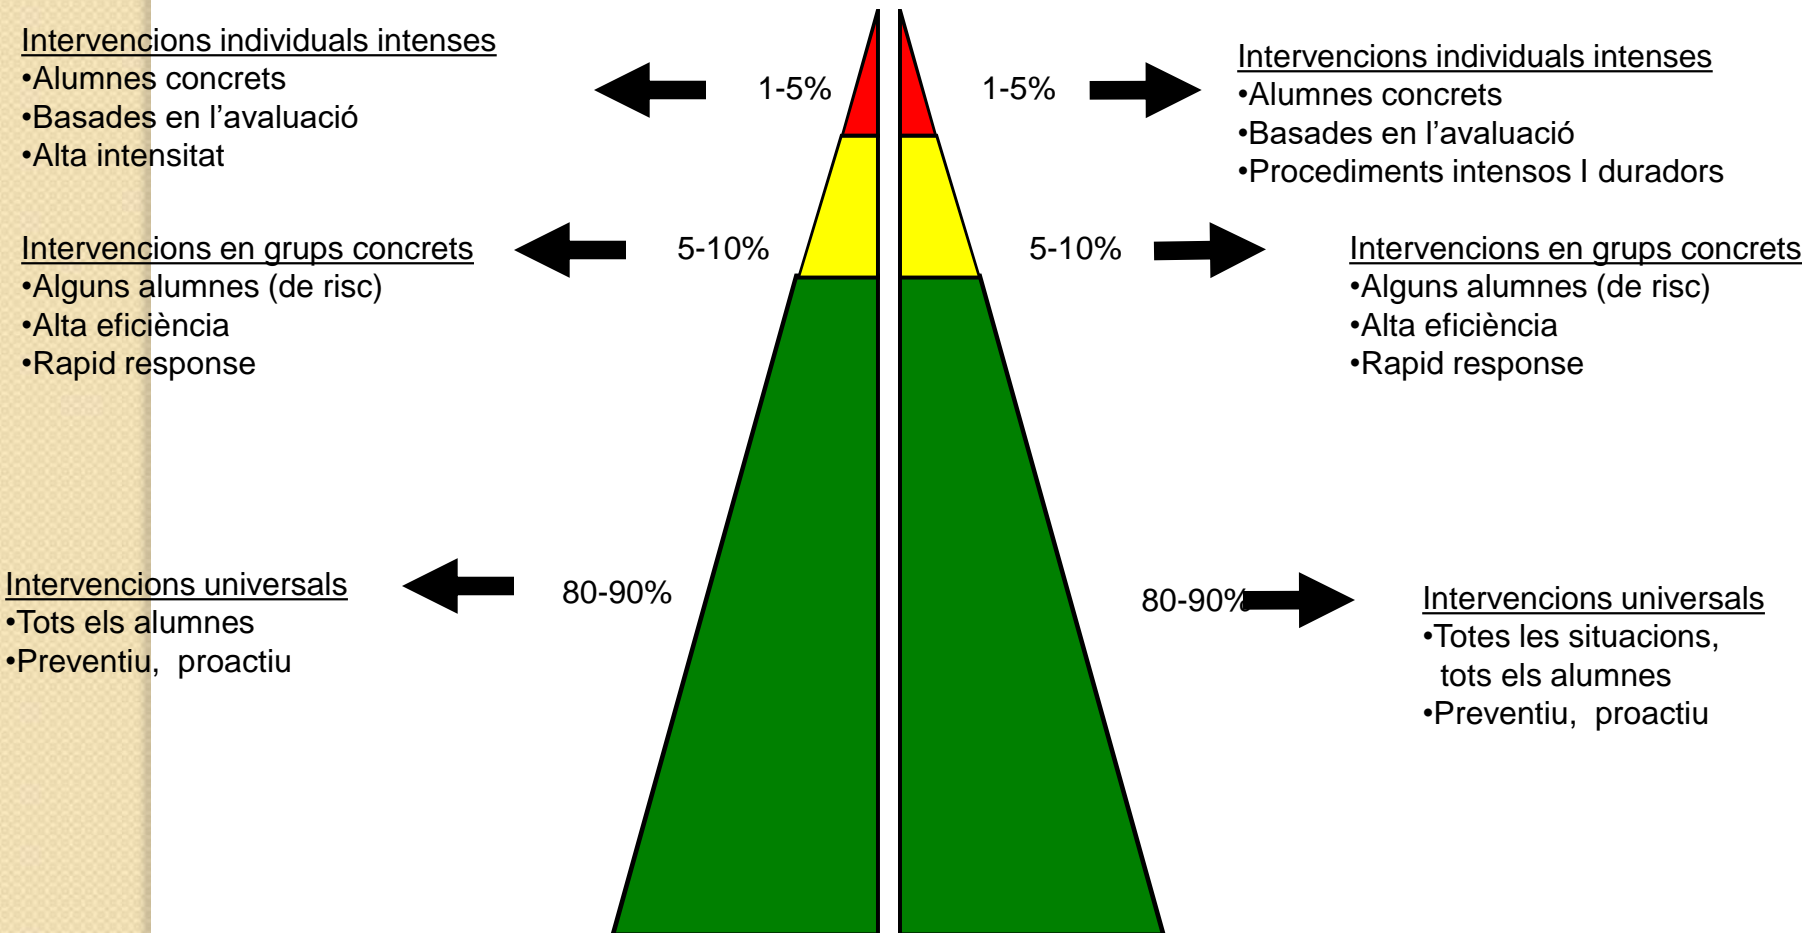 Intervencions individuals intenses
•Alumnes concrets
•Basades en l’avaluació
•Alta intensitat
1-5%
1-5%
Intervencions individuals intenses
•Alumnes concrets
•Basades en l’avaluació
•Procediments intensos I duradors
Intervencions en grups concrets
•Alguns alumnes (de risc)
•Alta eficiència
•Rapid response
5-10%
5-10%
Intervencions en grups concrets
•Alguns alumnes (de risc)
•Alta eficiència
•Rapid response
Intervencions universals
•Tots els alumnes
•Preventiu, proactiu
80-90%
80-90%
Intervencions universals
•Totes les situacions,
tots els alumnes
•Preventiu, proactiu